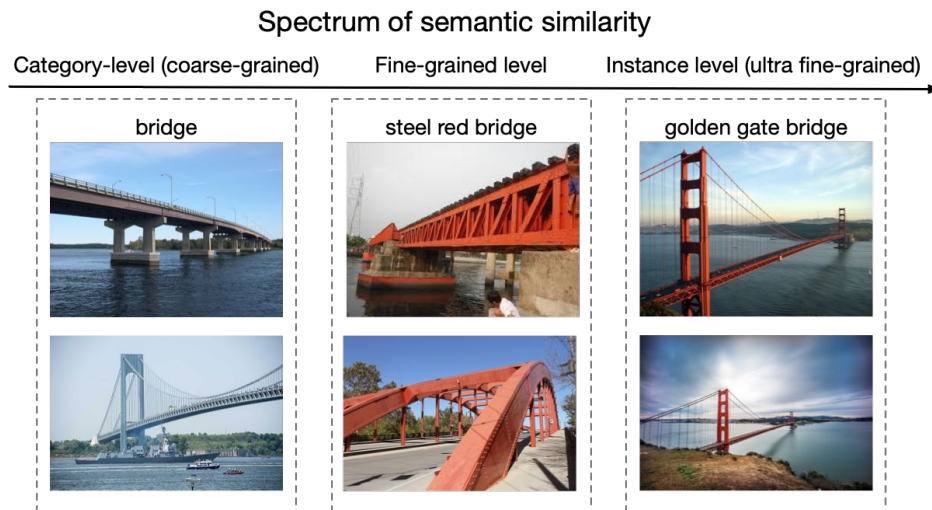 Spectrum of semantic similarity
Category-level (coarse-grained)
Fine-grained level
Instance level (ultra fine-grained)
bridge
steel red bridge
golden gate bridge